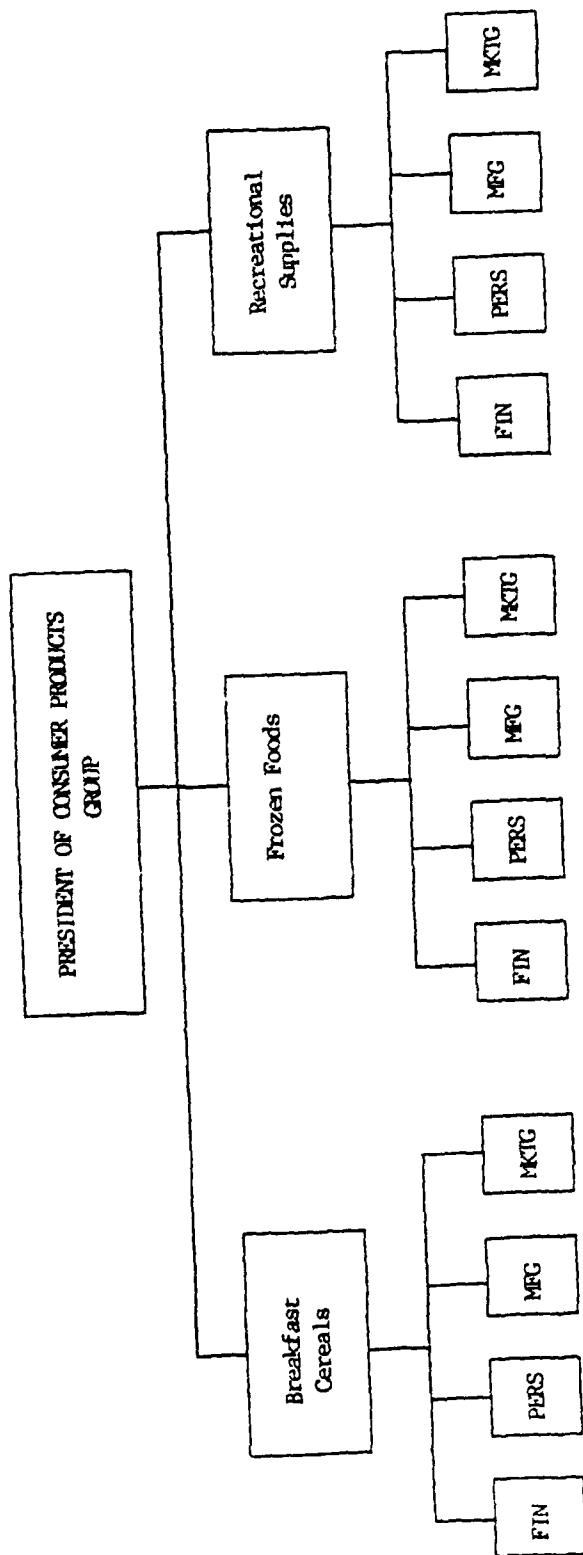 PRESIDENT OF CONSUMER PRODUCTS
GROUP
Breakfast
Cereals
Frozen Foods
Recreational
Supplies
FIN
PERS
MFG
MKTG
FIN
PERS
MFG
MKTG
FIN
PERS
MFG
MKTG